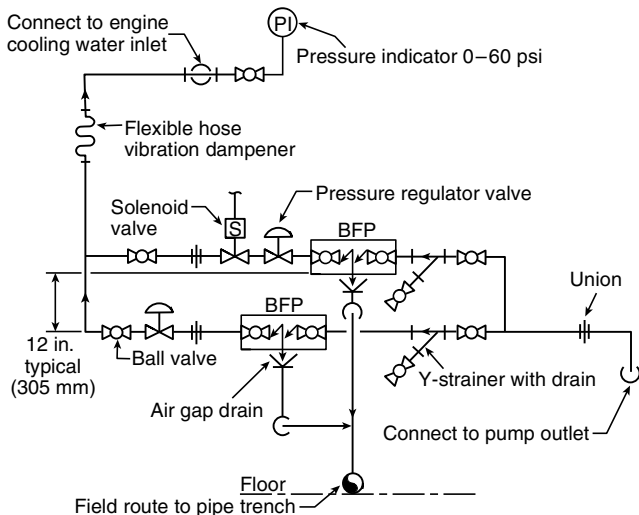 Connect to engine
cooling water inlet
PI
Pressure indicator 0–60 psi
Flexible hose
vibration dampener
Pressure regulator valve
Solenoid
valve
S
BFP
BFP
Union
12 in.
typical
(305 mm)
Ball valve
Y-strainer with drain
Air gap drain
Connect to pump outlet
Floor
Field route to pipe trench